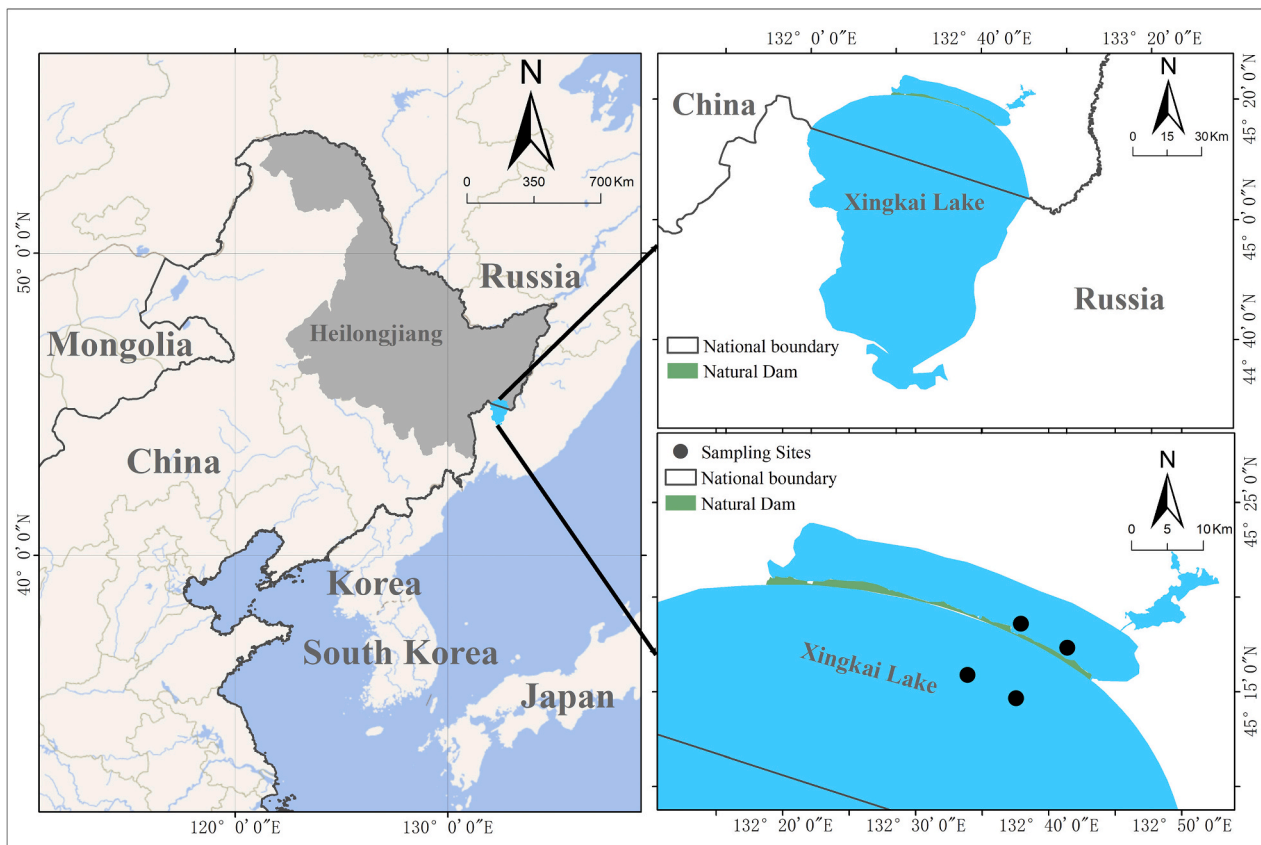 N
0 350 700 Km
50° 0′ 0″N
40° 0′ 0″N
Russia
Heilongjiang
Mongolia
China
Korea
South Korea
Japan
120° 0′ 0″E
130° 0′ 0″E
132° 0′ 0″E
132° 40′ 0″E
133° 20′ 0″E
China
N
0 15 30 Km
45° 20′ 0″N
Xingkai Lake
45° 0′ 0″N
Russia
National boundary
Natural Dam
44° 40′ 0″N
Sampling Sites
National boundary
Natural Dam
N
0 5 10 Km
45° 25′ 0″N
Xingkai Lake
45° 15′ 0″N
132° 20′ 0″E
132° 30′ 0″E
132° 40′ 0″E
132° 50′ 0″E